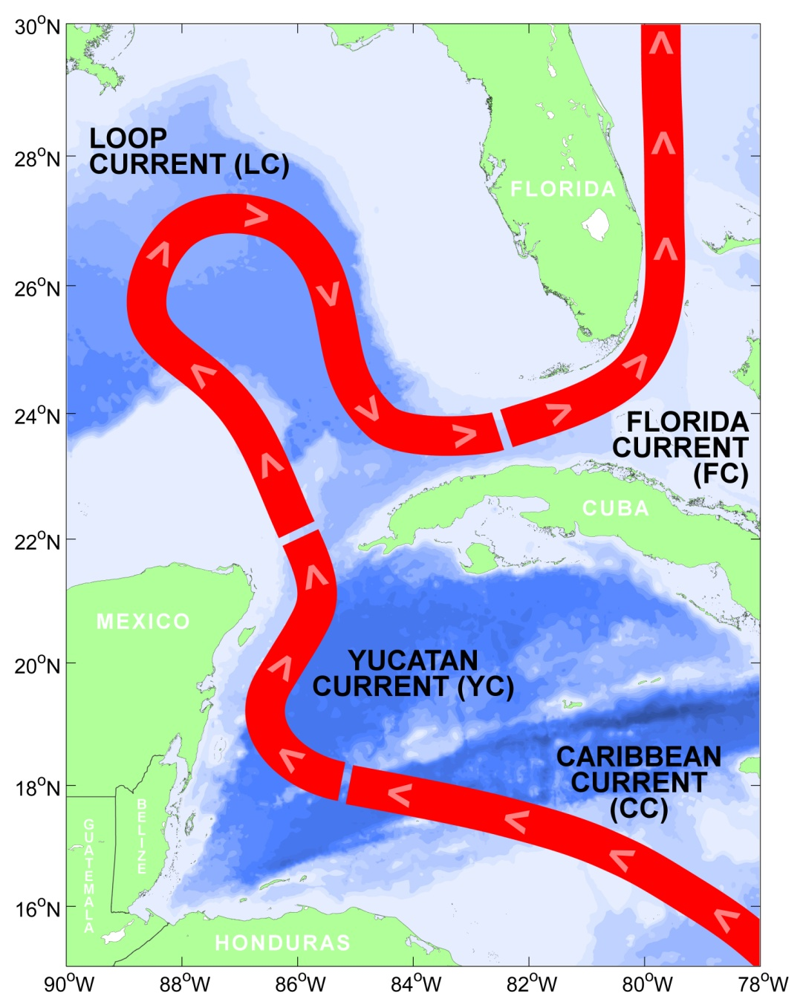 30°N
28°N
26°N
24°N
22°N
20°N
18°N
16°N
LOOP
CURRENT (LC)
FLORIDA
FLORIDA
CURRENT
(FC)
CUBA
MEXICO
YUCATAN
CURRENT (YC)
CARIBBEAN
CURRENT
(CC)
BELIZE
GUATEMALA
HONDURAS
90°W 88°W 86°W 84°W 82°W 80°W 78°W